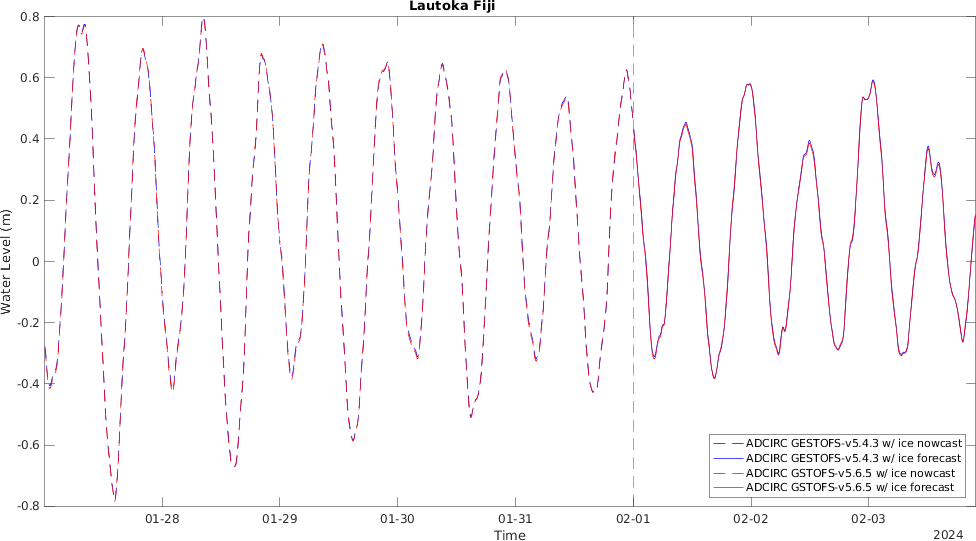 Lautoka Fiji
0.8
0.6
0.4
0.2
0
-0.2
-0.4
-0.6
-0.8
Water Level (m)
ADCIRC GESTOFS-v5.4.3 w/ ice nowcast
ADCIRC GESTOFS-v5.4.3 w/ ice forecast
ADCIRC GSTOFS-v5.6.5 w/ ice nowcast
ADCIRC GSTOFS-v5.6.5 w/ ice forecast
01-28 01-29 01-30 01-31 02-01 02-02 02-03
Time
2024